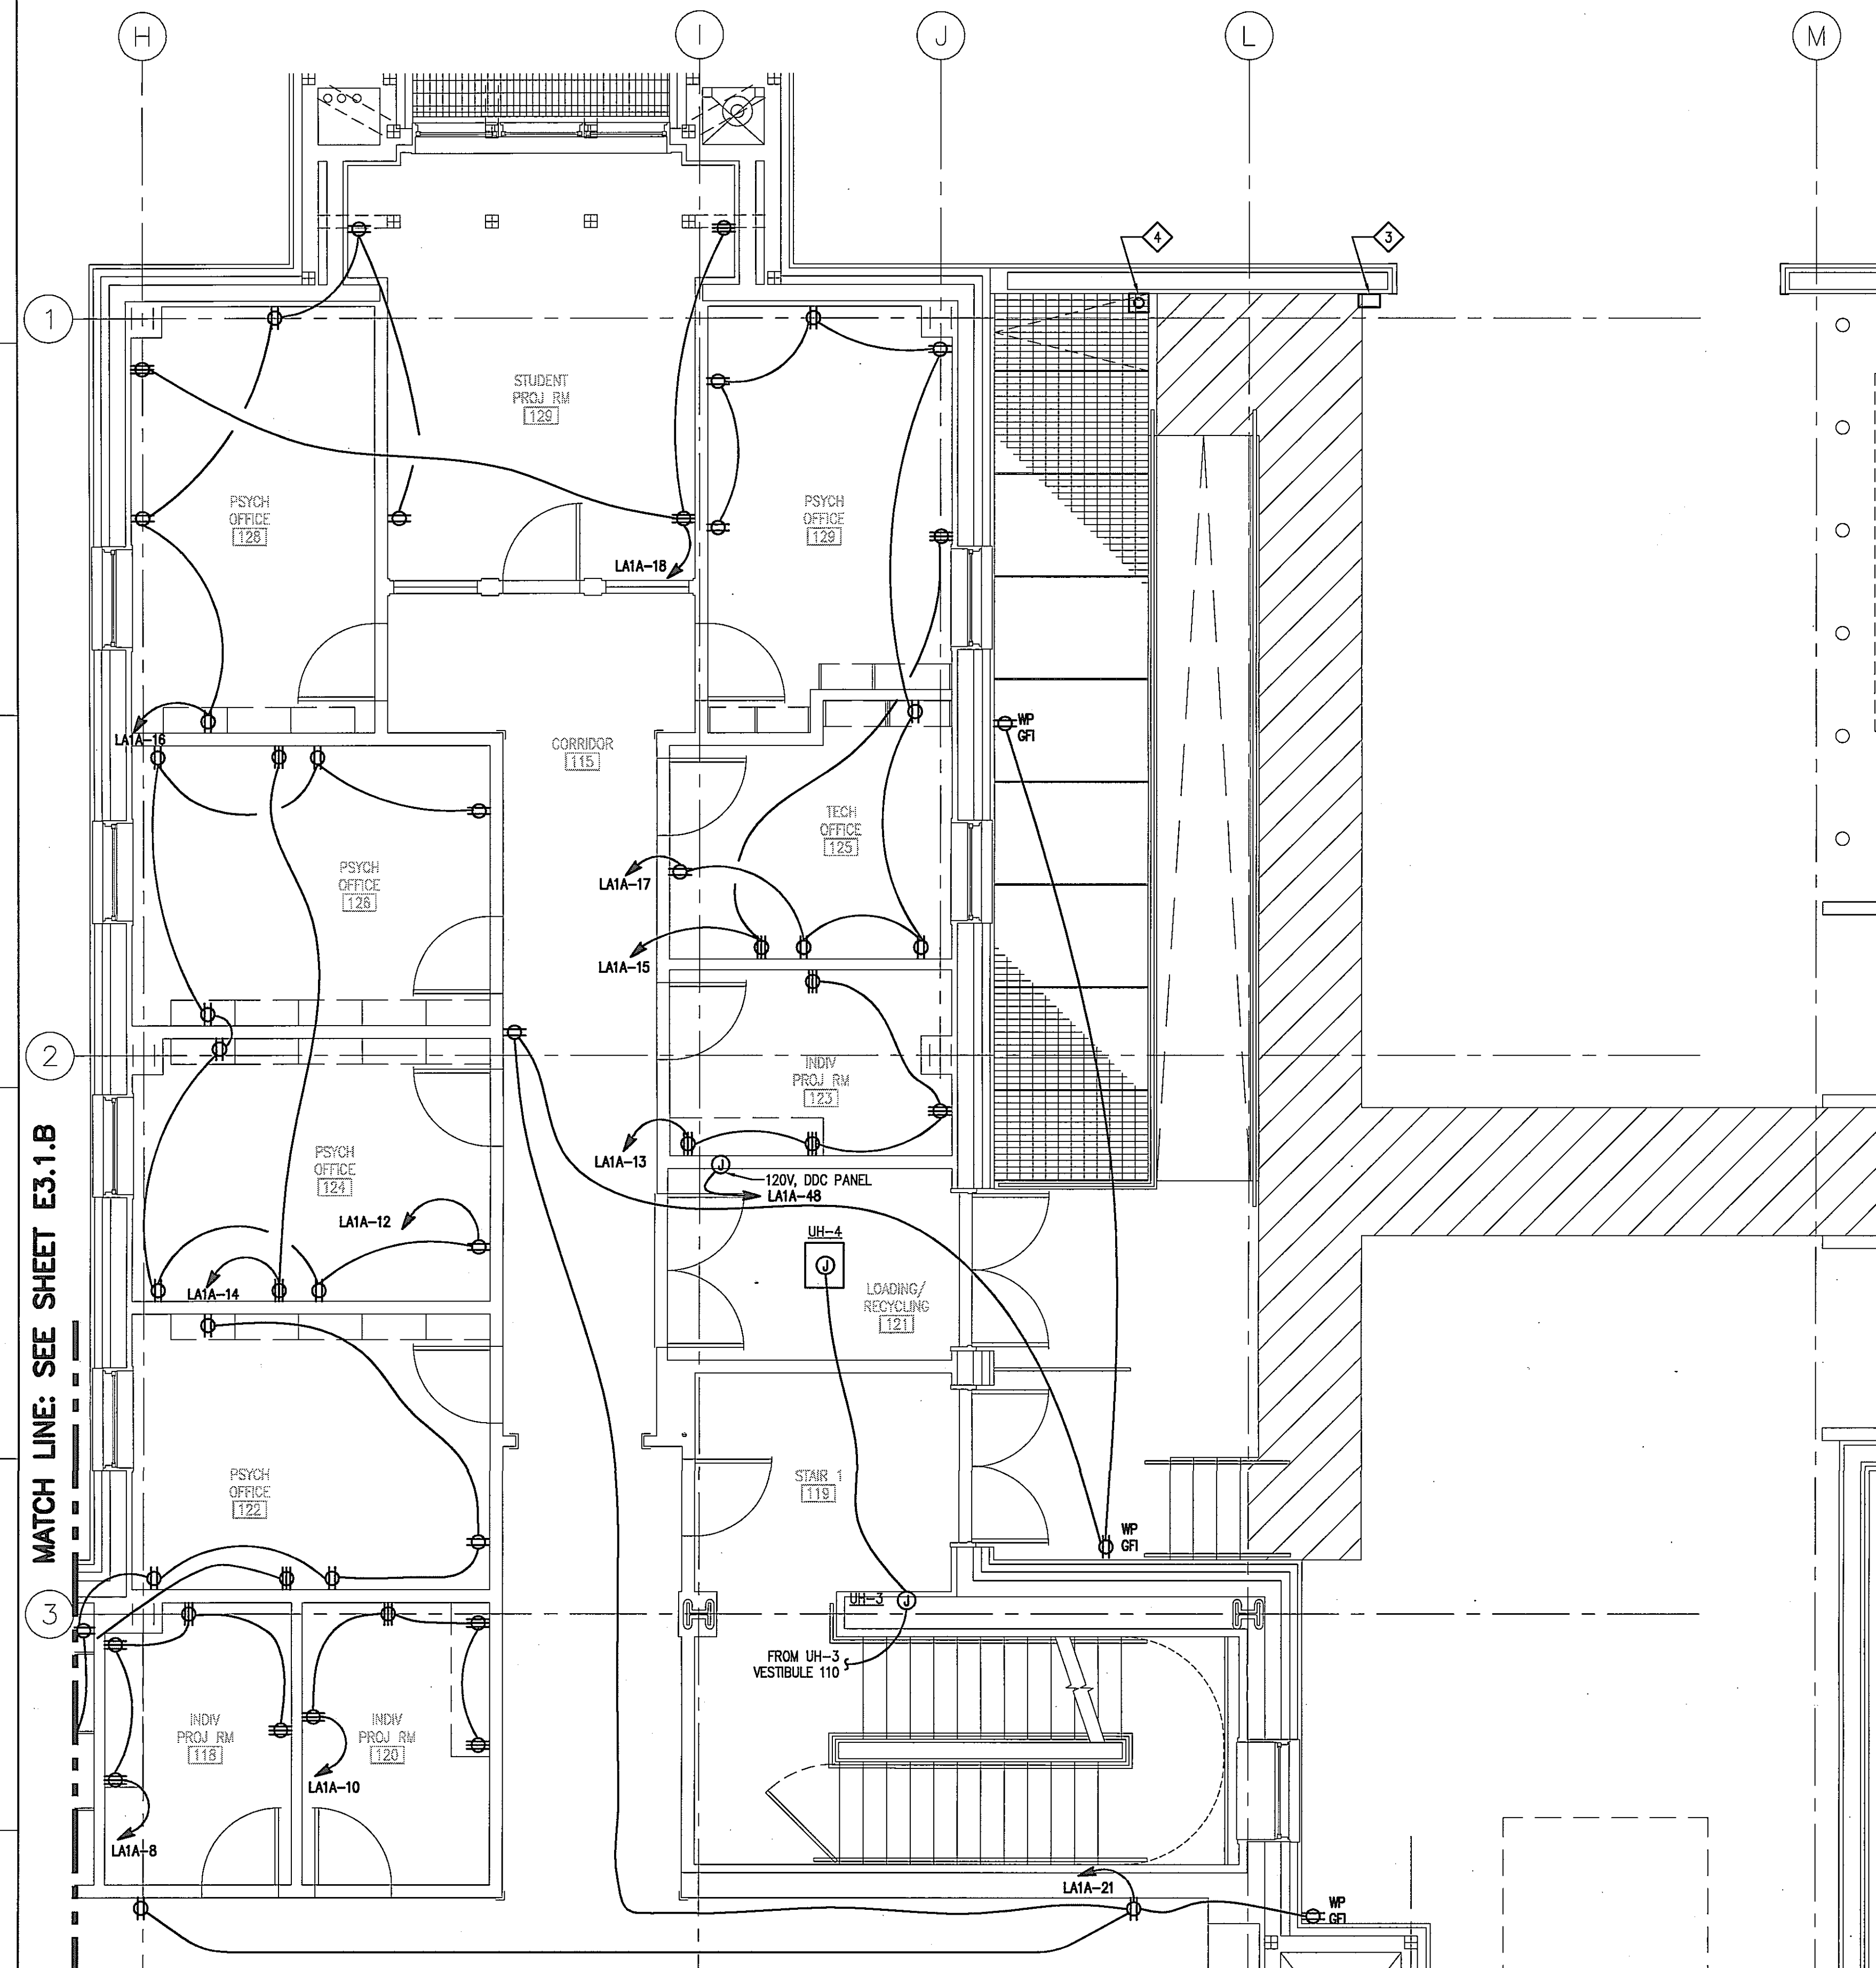 H
I
J
L
M
4
3
1
STUDENT
PROJ RM
129
PSYCH
OFFICE
128
PSYCH
OFFICE
129
LA1A-18
WP
GFI
LA1A-16
CORRIDOR
115
TECH
OFFICE
125
PSYCH
OFFICE
126
LA1A-17
LA1A-15
2
INDIV
PROJ RM
123
PSYCH
OFFICE
124
LA1A-13
J
120V, DDC PANEL
LA1A-48
LA1A-12
UH-4
J
LOADING/
RECYCLING
121
LA1A-14
MATCH LINE: SEE SHEET E3.1.B
PSYCH
OFFICE
122
STAIR 1
119
WP
GFI
3
UH-3
J
FROM UH-3
VESTIBULE 110
INDIV
PROJ RM
118
INDIV
PROJ RM
120
LA1A-10
LA1A-8
LA1A-21
WP
GFI